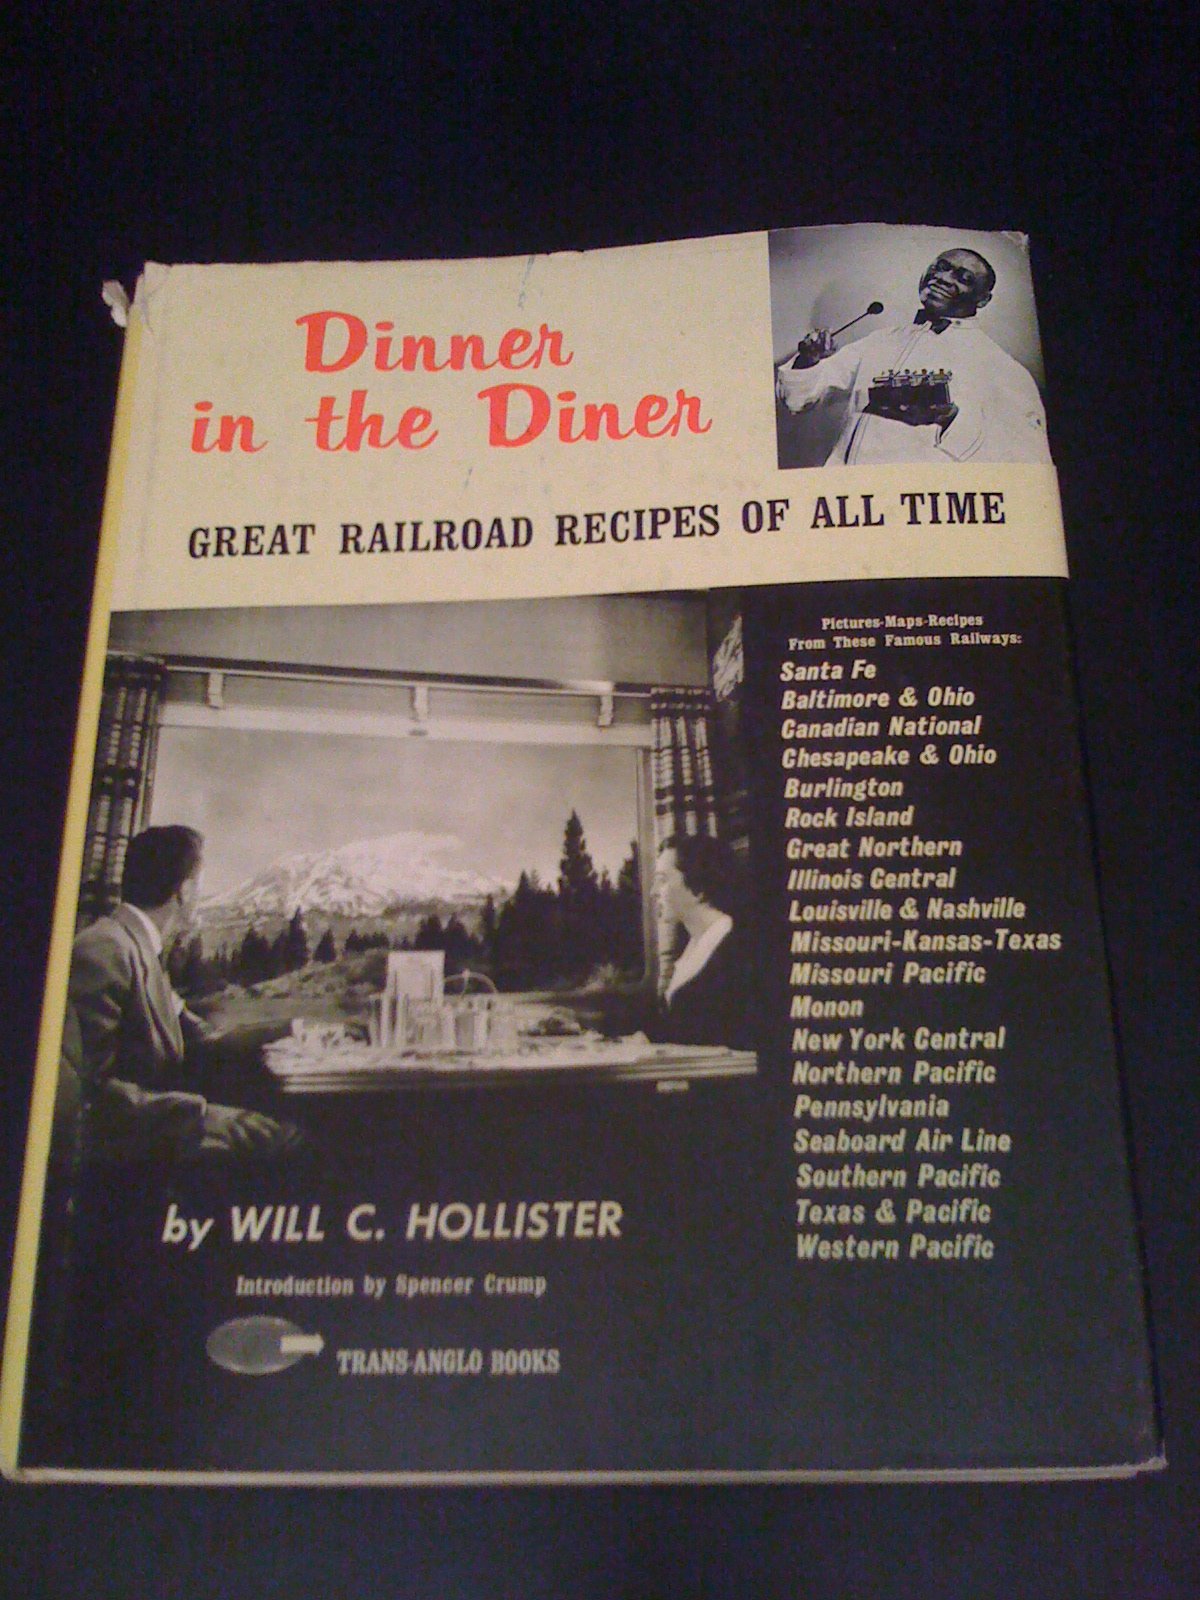 Dinner
in the Diner
GREAT RAILROAD RECIPES OF ALL TIME
Pictures-Maps-Recipes
From These Famous Railways:
Santa Fe
Baltimore & Ohio
Canadian National
Chesapeake & Ohio
Burlington
Rock Island
Great Northern
Illinois Central
Louisville & Nashville
Missouri-Kansas-Texas
Missouri Pacific
Monon
New York Central
Northern Pacific
Pennsylvania
Seaboard Air Line
Southern Pacific
Texas & Pacific
Western Pacific
by WILL C. HOLLISTER
Introduction by Spencer Crump
TRANS-ANGLO BOOKS